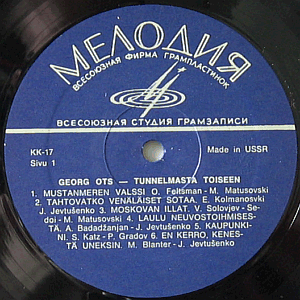 МЕЛОДИЯ
ВСЕСОЮЗНАЯ ФИРМА ГРАМПЛАСТИНОК
ВСЕСОЮЗНАЯ СТУДИЯ ГРАМЗАПИСИ
KK-17
Made in USSR
Sivu 1
GEORG OTS — TUNNELMASTA TOISEEN
1. MUSTANMEREN VALSSI O. Feltsman - M. Matusovski
2. TAHTOVATKO VENÄLÄISET SOTAA. E. Kolmanovski
J. Jevtušenko 3. MOSKOVAN ILLAT. V. Solovjev - Se-
doi - M. Matusovski 4. LAULU NEUVOSTOIHMISES-
TÄ. A. Badadžanjan - J. Jevtušenko 5. KAUPUNKI-
NI. S. Katz - P. Gradov 6. EN KERRO, KENES-
TÄ UNEKSIN. M. Blanter - J. Jevtušenko